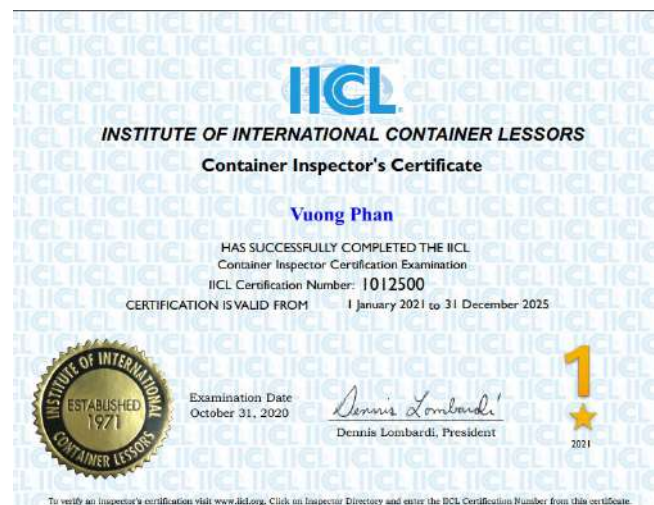 IICL
INSTITUTE OF INTERNATIONAL CONTAINER LESSORS
Container Inspector's Certificate
Vuong Phan
HAS SUCCESSFULLY COMPLETED THE IICL
Container Inspector Certification Examination
IICL Certification Number: 1012500
CERTIFICATION IS VALID FROM 1 January 2021 to 31 December 2025
INSTITUTE OF INTERNATIONAL
CONTAINER LESSORS
ESTABLISHED
1971
Examination Date
October 31, 2020
Dennis Lombardi
Dennis Lombardi, President
1
2021
To verify an inspector's certification visit www.iicl.org. Click on Inspector Directory and enter the IICL Certification Number from this certificate.